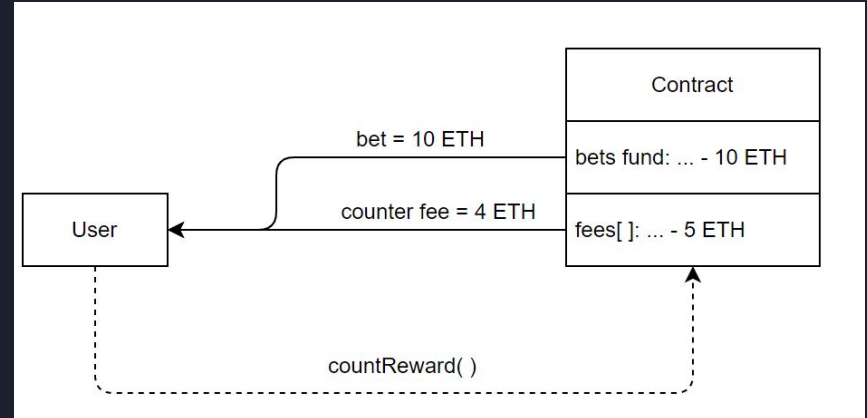 Contract
bet = 10 ETH
bets fund: ... - 10 ETH
counter fee = 4 ETH
User
fees[ ]: ... - 5 ETH
countReward( )